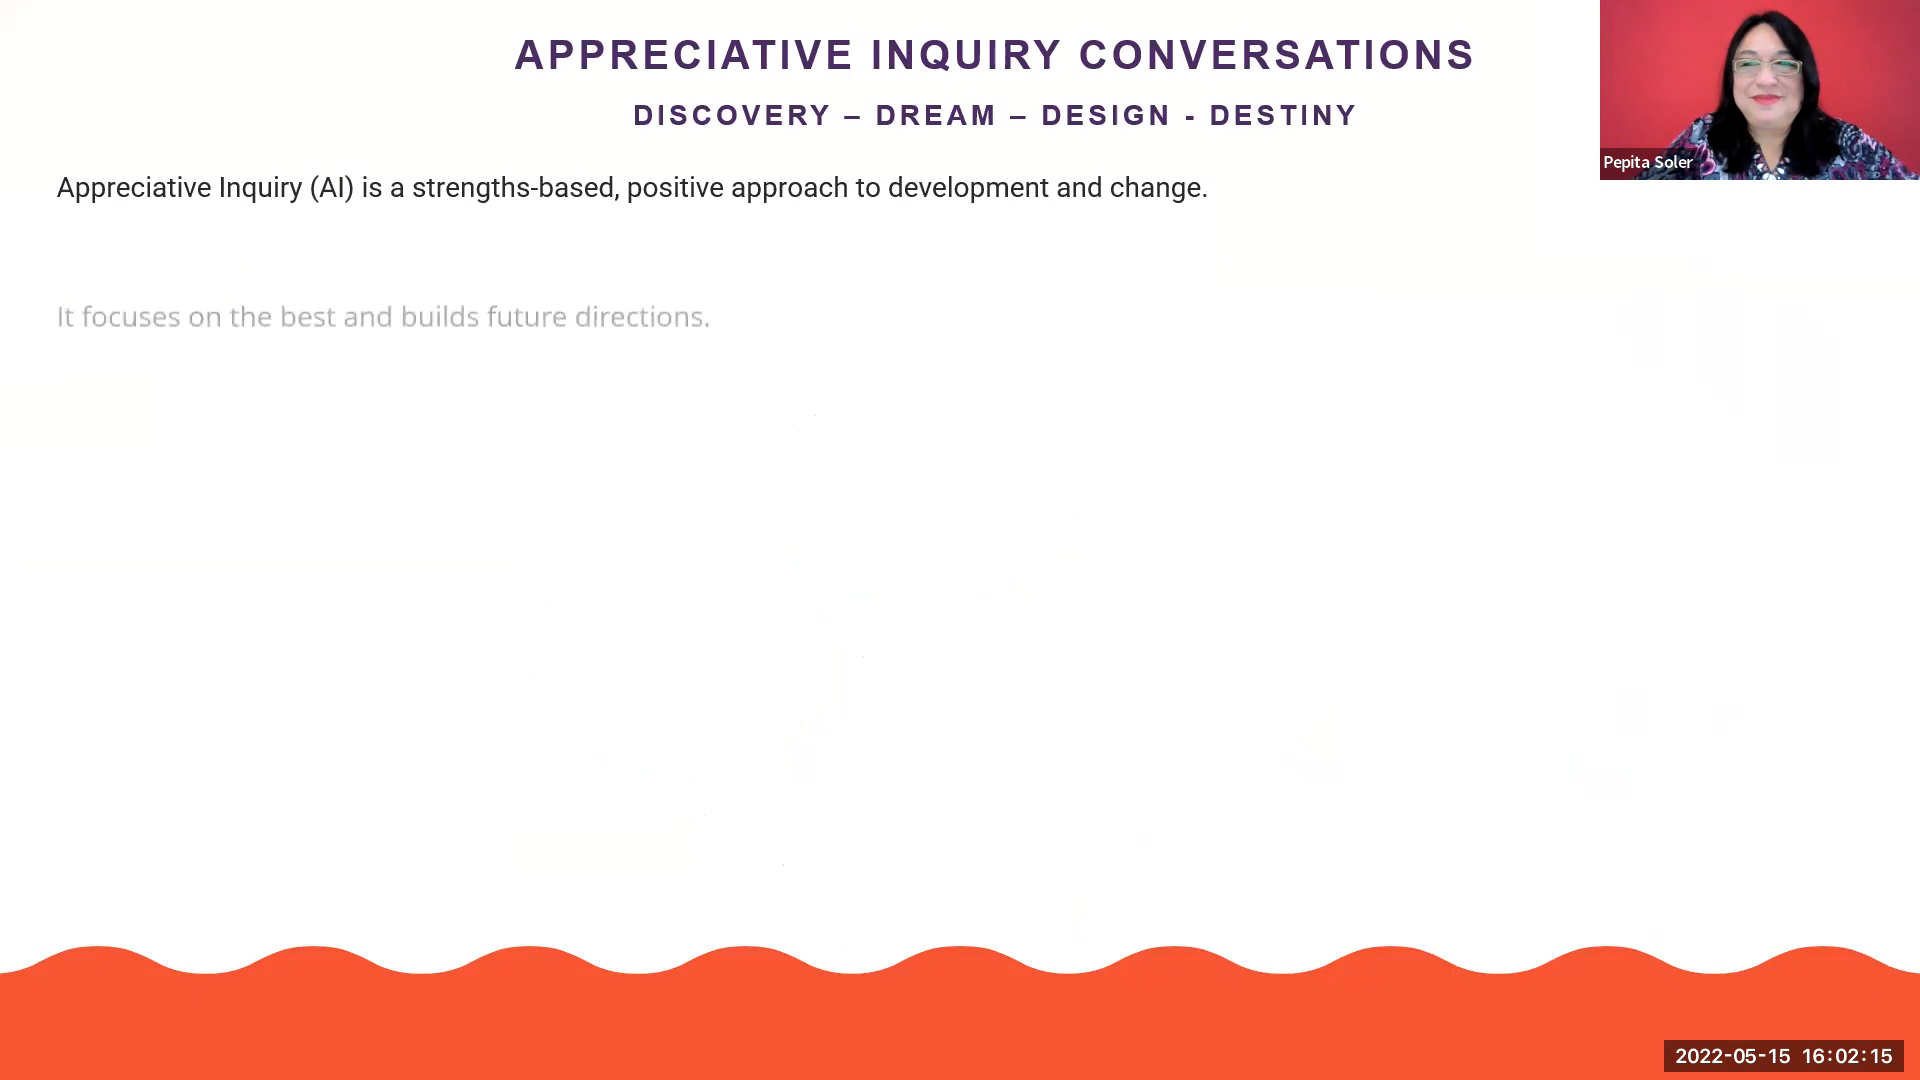 APPRECIATIVE INQUIRY CONVERSATIONS
DISCOVERY – DREAM – DESIGN - DESTINY
Pepita Soler
Appreciative Inquiry (AI) is a strengths-based, positive approach to development and change.
It focuses on the best and builds future directions.
2022-05-15 16:02:15